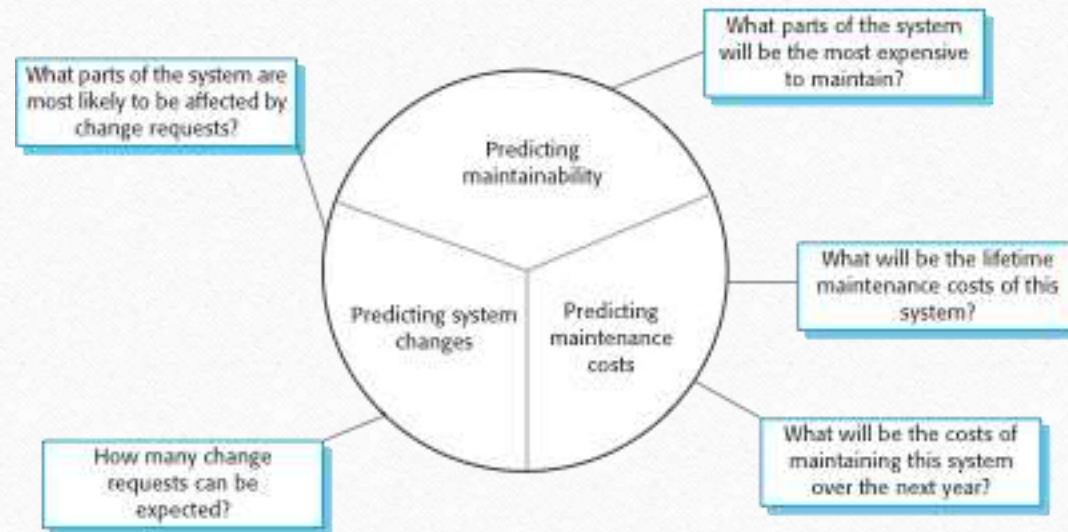 What parts of the system
will be the most expensive
to maintain?
What parts of the system are
most likely to be affected by
change requests?
Predicting
maintainability
What will be the lifetime
maintenance costs of this
system?
Predicting system
changes
Predicting
maintenance
costs
What will be the costs of
maintaining this system
over the next year?
How many change
requests can be
expected?